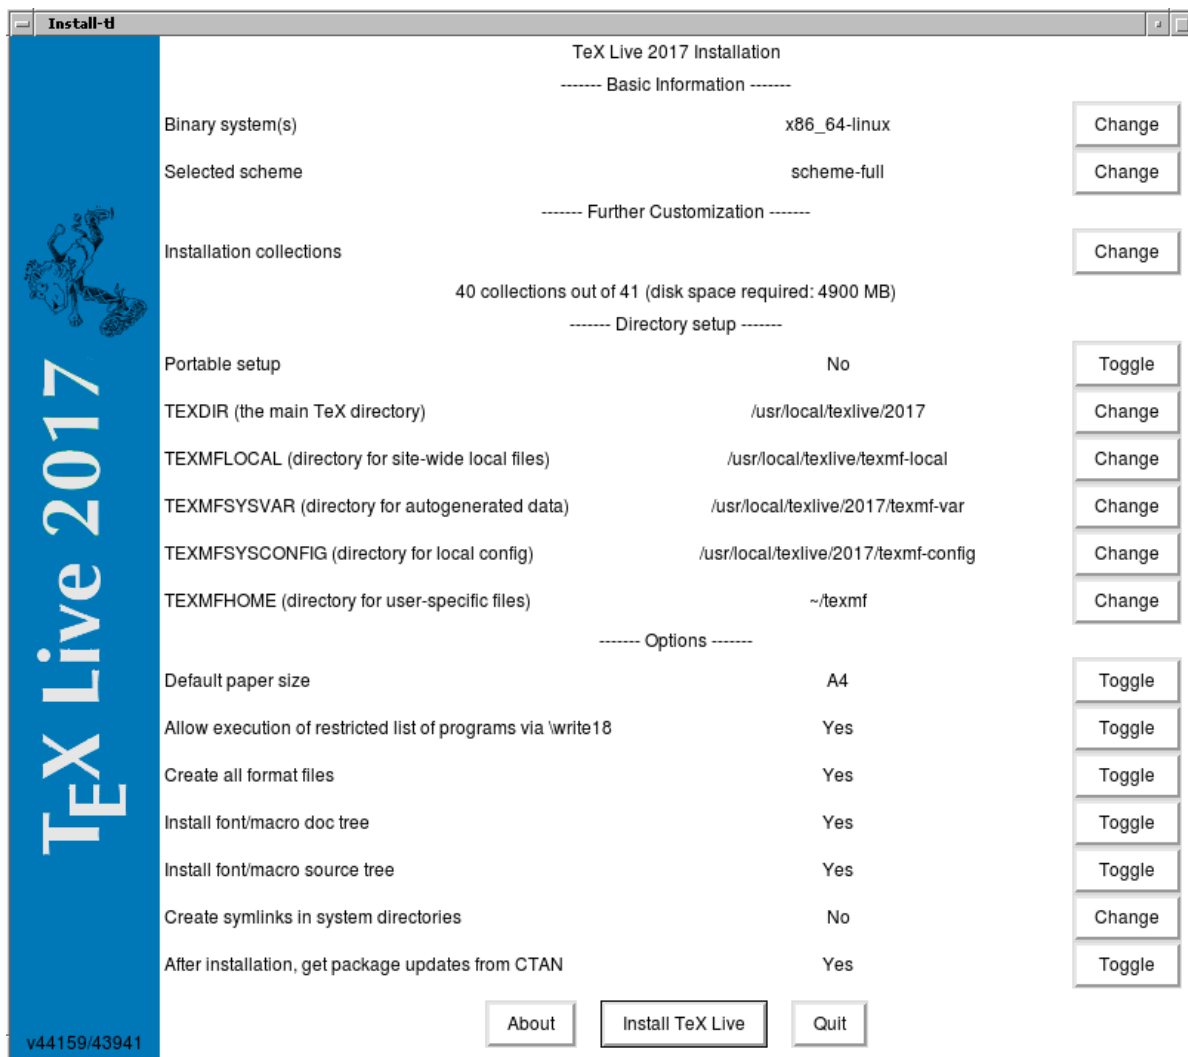 Install-tl
TeX Live 2017 Installation
------- Basic Information -------
Binary system(s) x86_64-linux Change
Selected scheme scheme-full Change
------- Further Customization -------
Installation collections Change
40 collections out of 41 (disk space required: 4900 MB)
------- Directory setup -------
Portable setup No Toggle
TEXDIR (the main TeX directory) /usr/local/texlive/2017 Change
TEXMFLOCAL (directory for site-wide local files) /usr/local/texlive/texmf-local Change
TEXMFSYSVAR (directory for autogenerated data) /usr/local/texlive/2017/texmf-var Change
TEXMFSYSCONFIG (directory for local config) /usr/local/texlive/2017/texmf-config Change
TEXMFHOME (directory for user-specific files) ~/texmf Change
------- Options -------
Default paper size A4 Toggle
Allow execution of restricted list of programs via \write18 Yes Toggle
Create all format files Yes Toggle
Install font/macro doc tree Yes Toggle
Install font/macro source tree Yes Toggle
Create symlinks in system directories No Change
After installation, get package updates from CTAN Yes Toggle
About Install TeX Live Quit
TEX Live 2017
v44159/43941